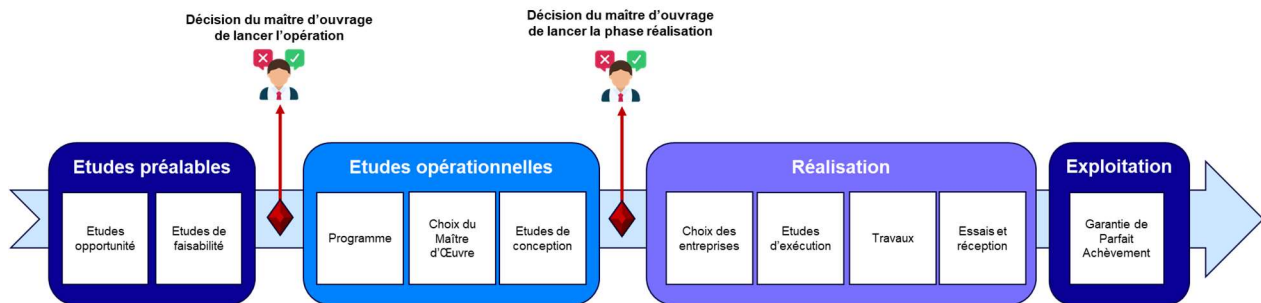 Décision du maître d'ouvrage
de lancer l'opération
Décision du maître d'ouvrage
de lancer la phase réalisation
Etudes préalables
Etudes
opportunité
Etudes de
faisabilité
Etudes opérationnelles
Programme
Choix du
Maître
d'Œuvre
Etudes de
conception
Réalisation
Choix des
entreprises
Etudes
d'exécution
Travaux
Essais et
réception
Exploitation
Garantie de
Parfait
Achèvement